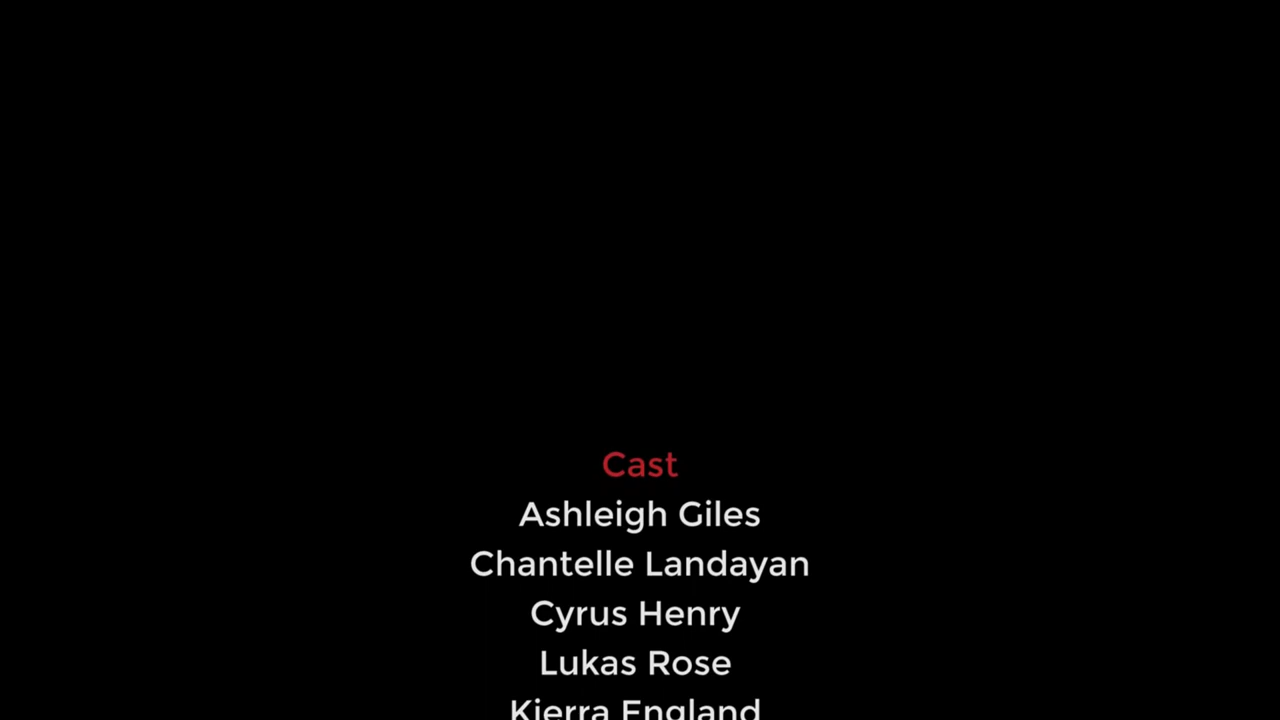 Cast
Ashleigh Giles
Chantelle Landayan
Cyrus Henry
Lukas Rose
Kierra England